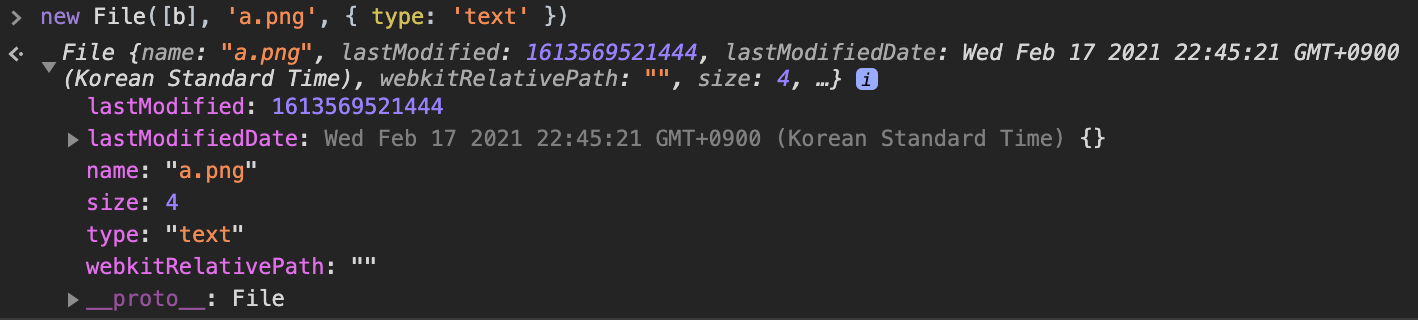 > new File([b], 'a.png', { type: 'text' })
File {name: "a.png", lastModified: 1613569521444, lastModifiedDate: Wed Feb 17 2021 22:45:21 GMT+0900
(Korean Standard Time), webkitRelativePath: "", size: 4, …} i
lastModified: 1613569521444
lastModifiedDate: Wed Feb 17 2021 22:45:21 GMT+0900 (Korean Standard Time) {}
name: "a.png"
size: 4
type: "text"
webkitRelativePath: ""
__proto__: File